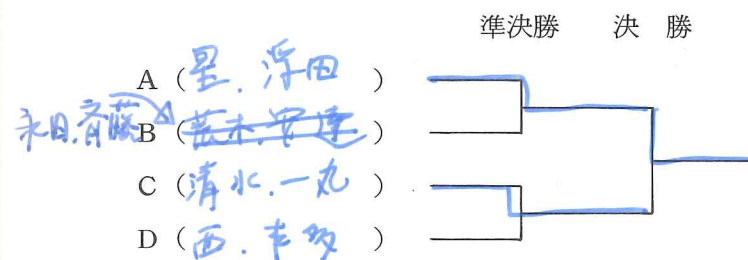 準決勝 決 勝
A（星、浮田 ）
永田、斉藤 B（荒木、安達）
C（清水、一丸 ）
D（西、本多 ）